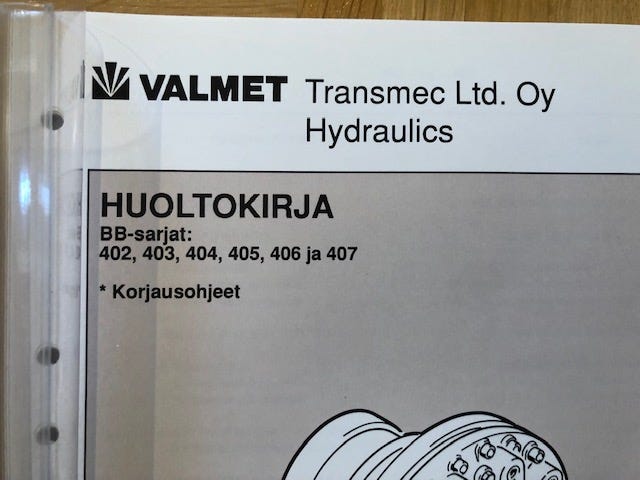 VALMET Transmec Ltd. Oy
Hydraulics
HUOLTOKIRJA
BB-sarjat:
402, 403, 404, 405, 406 ja 407
* Korjausohjeet